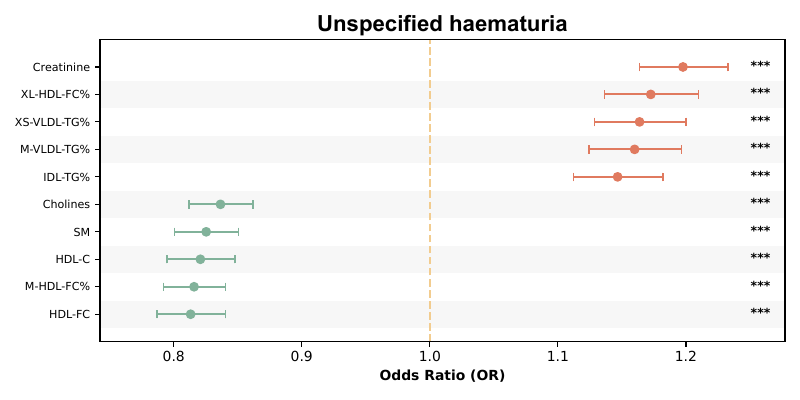 Unspecified haematuria
Creatinine ***
XL-HDL-FC% ***
XS-VLDL-TG% ***
M-VLDL-TG% ***
IDL-TG% ***
Cholines ***
SM ***
HDL-C ***
M-HDL-FC% ***
HDL-FC ***
0.8 0.9 1.0 1.1 1.2
Odds Ratio (OR)